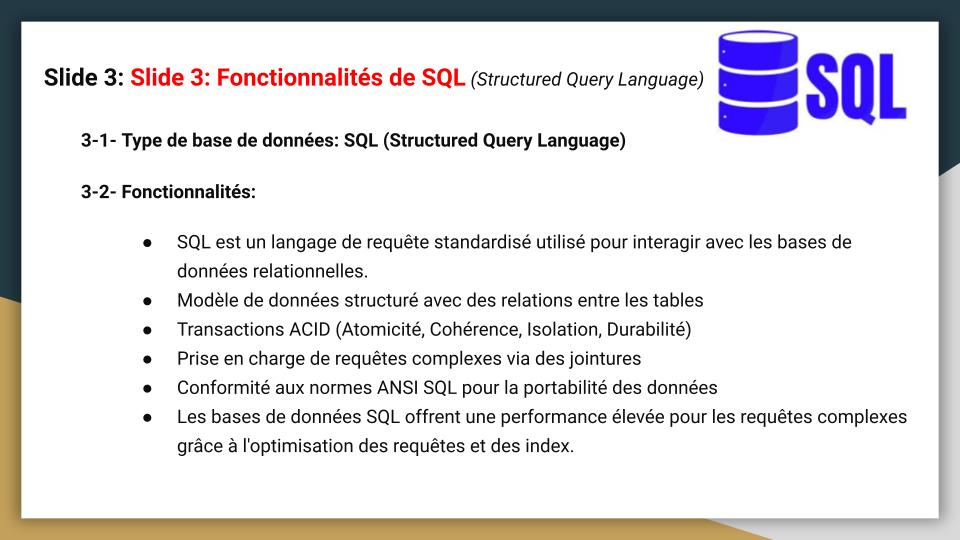 Slide 3: Slide 3: Fonctionnalités de SQL (Structured Query Language)
SQL
3-1- Type de base de données: SQL (Structured Query Language)
3-2- Fonctionnalités:
● SQL est un langage de requête standardisé utilisé pour interagir avec les bases de
données relationnelles.
● Modèle de données structuré avec des relations entre les tables
● Transactions ACID (Atomicité, Cohérence, Isolation, Durabilité)
● Prise en charge de requêtes complexes via des jointures
● Conformité aux normes ANSI SQL pour la portabilité des données
● Les bases de données SQL offrent une performance élevée pour les requêtes complexes
grâce à l'optimisation des requêtes et des index.